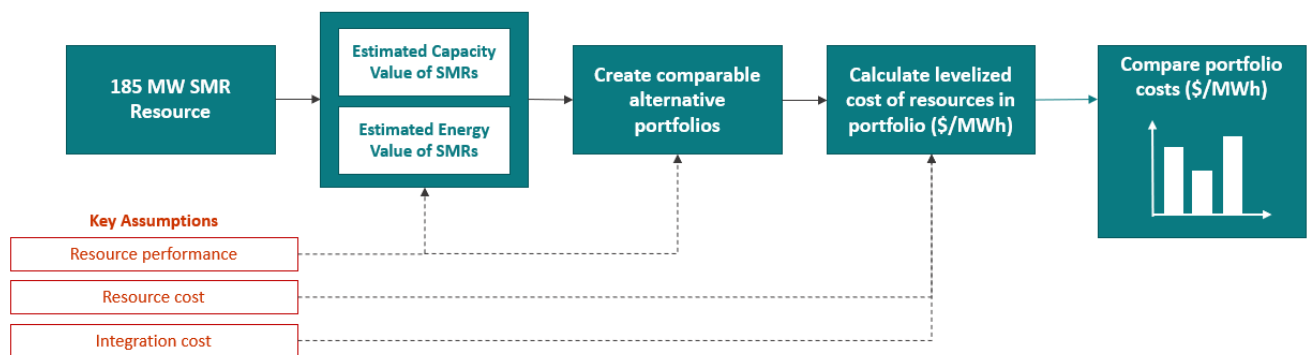 185 MW SMR
Resource
Estimated Capacity
Value of SMRs
Estimated Energy
Value of SMRs
Create comparable
alternative
portfolios
Calculate levelized
cost of resources in
portfolio ($/MWh)
Compare portfolio
costs ($/MWh)
Key Assumptions
Resource performance
Resource cost
Integration cost